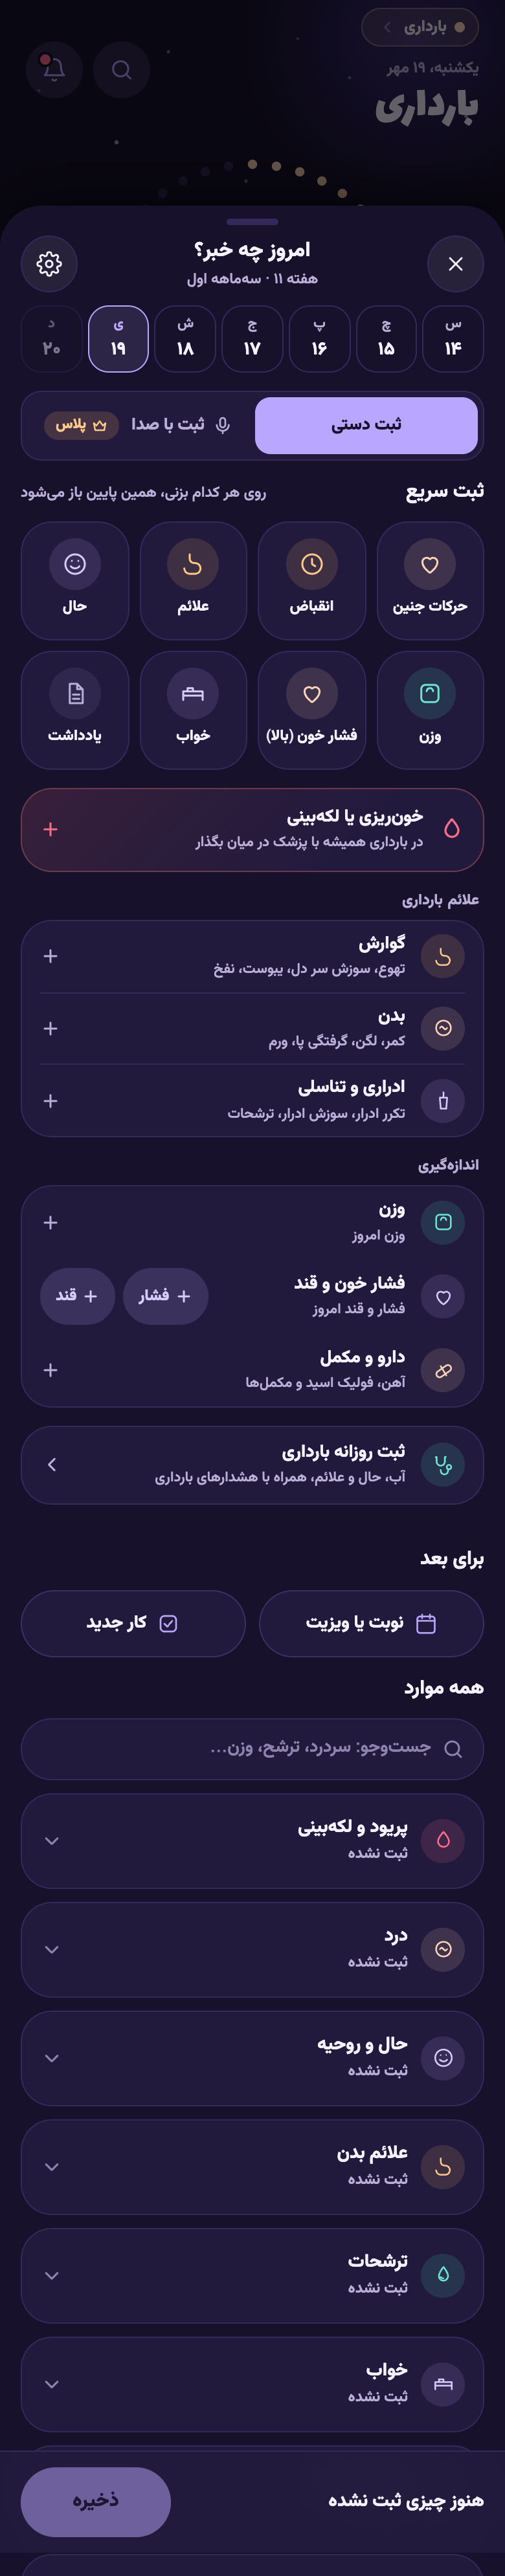 بارداری
یکشنبه، ۱۹ مهر
بارداری
امروز چه خبر؟
هفته ۱۱ · سه‌ماهه اول
س چ پ ج ش ی د
۱۴ ۱۵ ۱۶ ۱۷ ۱۸ ۱۹ ۲۰
ثبت دستی
ثبت با صدا پلاس
ثبت سریع
روی هر کدام بزنی، همین پایین باز می‌شود
حرکات جنین انقباض علائم حال
وزن فشار خون (بالا) خواب یادداشت
خون‌ریزی یا لکه‌بینی
در بارداری همیشه با پزشک در میان بگذار
علائم بارداری
گوارش
تهوع، سوزش سر دل، یبوست، نفخ
بدن
کمر، لگن، گرفتگی پا، ورم
ادراری و تناسلی
تکرر ادرار، سوزش ادرار، ترشحات
اندازه‌گیری
وزن
وزن امروز
فشار خون و قند
فشار و قند امروز
+ فشار + قند
دارو و مکمل
آهن، فولیک اسید و مکمل‌ها
ثبت روزانه بارداری
آب، حال و علائم، همراه با هشدارهای بارداری
برای بعد
نوبت یا ویزیت کار جدید
همه موارد
جست‌وجو: سردرد، ترشح، وزن…
پریود و لکه‌بینی
ثبت نشده
درد
ثبت نشده
حال و روحیه
ثبت نشده
علائم بدن
ثبت نشده
ترشحات
ثبت نشده
خواب
ثبت نشده
هنوز چیزی ثبت نشده
ذخیره